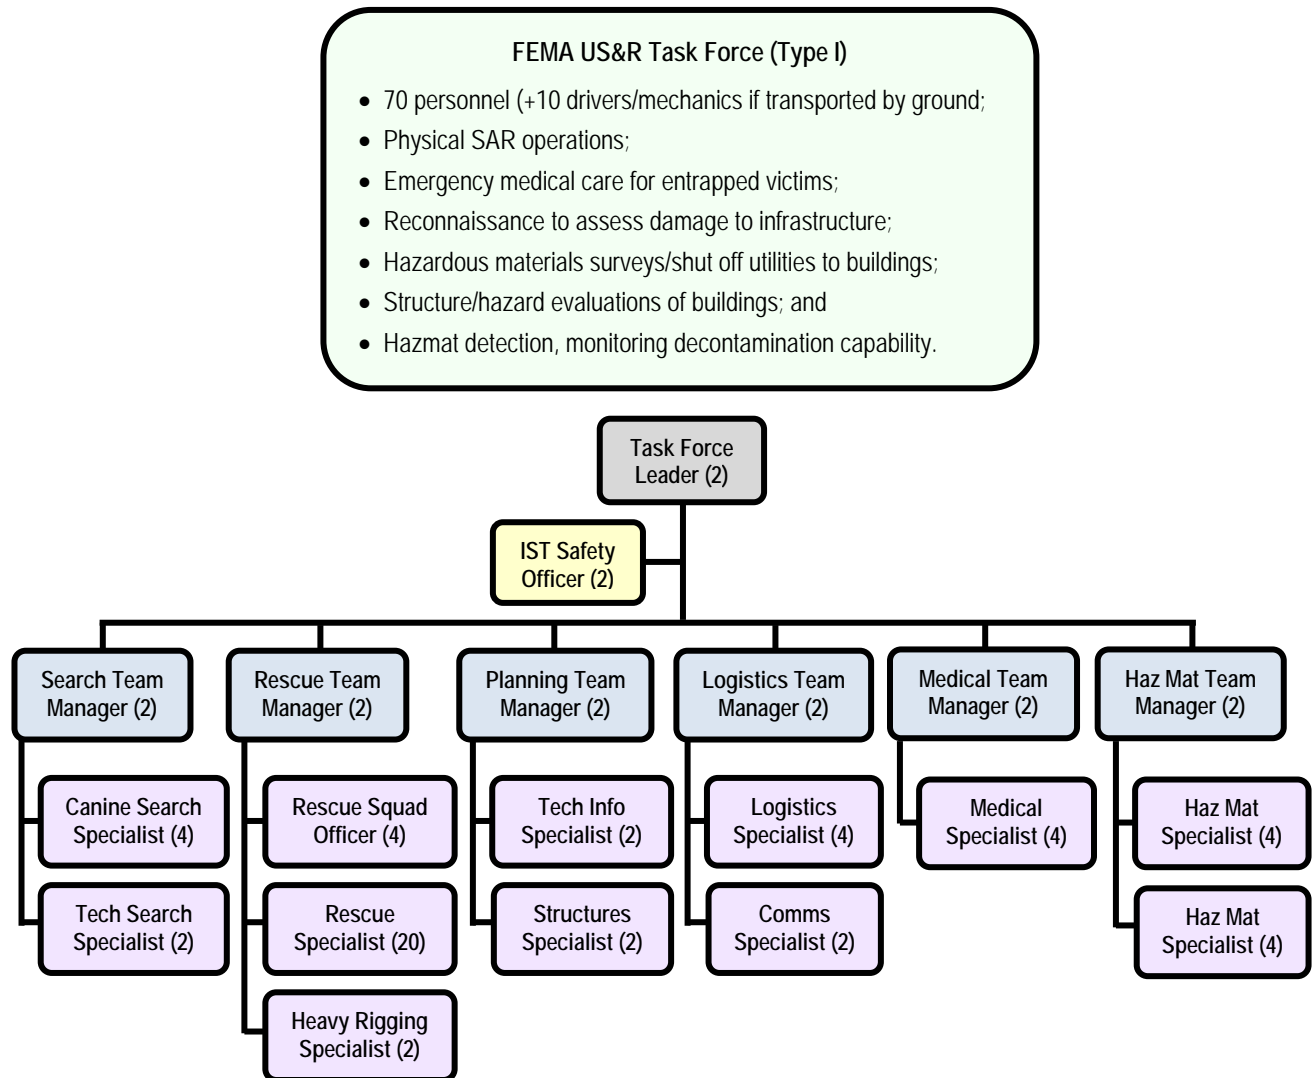 FEMA US&R Task Force (Type I)
• 70 personnel (+10 drivers/mechanics if transported by ground;
• Physical SAR operations;
• Emergency medical care for entrapped victims;
• Reconnaissance to assess damage to infrastructure;
• Hazardous materials surveys/shut off utilities to buildings;
• Structure/hazard evaluations of buildings; and
• Hazmat detection, monitoring decontamination capability.
Task Force
Leader (2)
IST Safety
Officer (2)
Search Team
Manager (2)
Rescue Team
Manager (2)
Planning Team
Manager (2)
Logistics Team
Manager (2)
Medical Team
Manager (2)
Haz Mat Team
Manager (2)
Canine Search
Specialist (4)
Rescue Squad
Officer (4)
Tech Info
Specialist (2)
Logistics
Specialist (4)
Medical
Specialist (4)
Haz Mat
Specialist (4)
Tech Search
Specialist (2)
Rescue
Specialist (20)
Structures
Specialist (2)
Comms
Specialist (2)
Haz Mat
Specialist (4)
Heavy Rigging
Specialist (2)